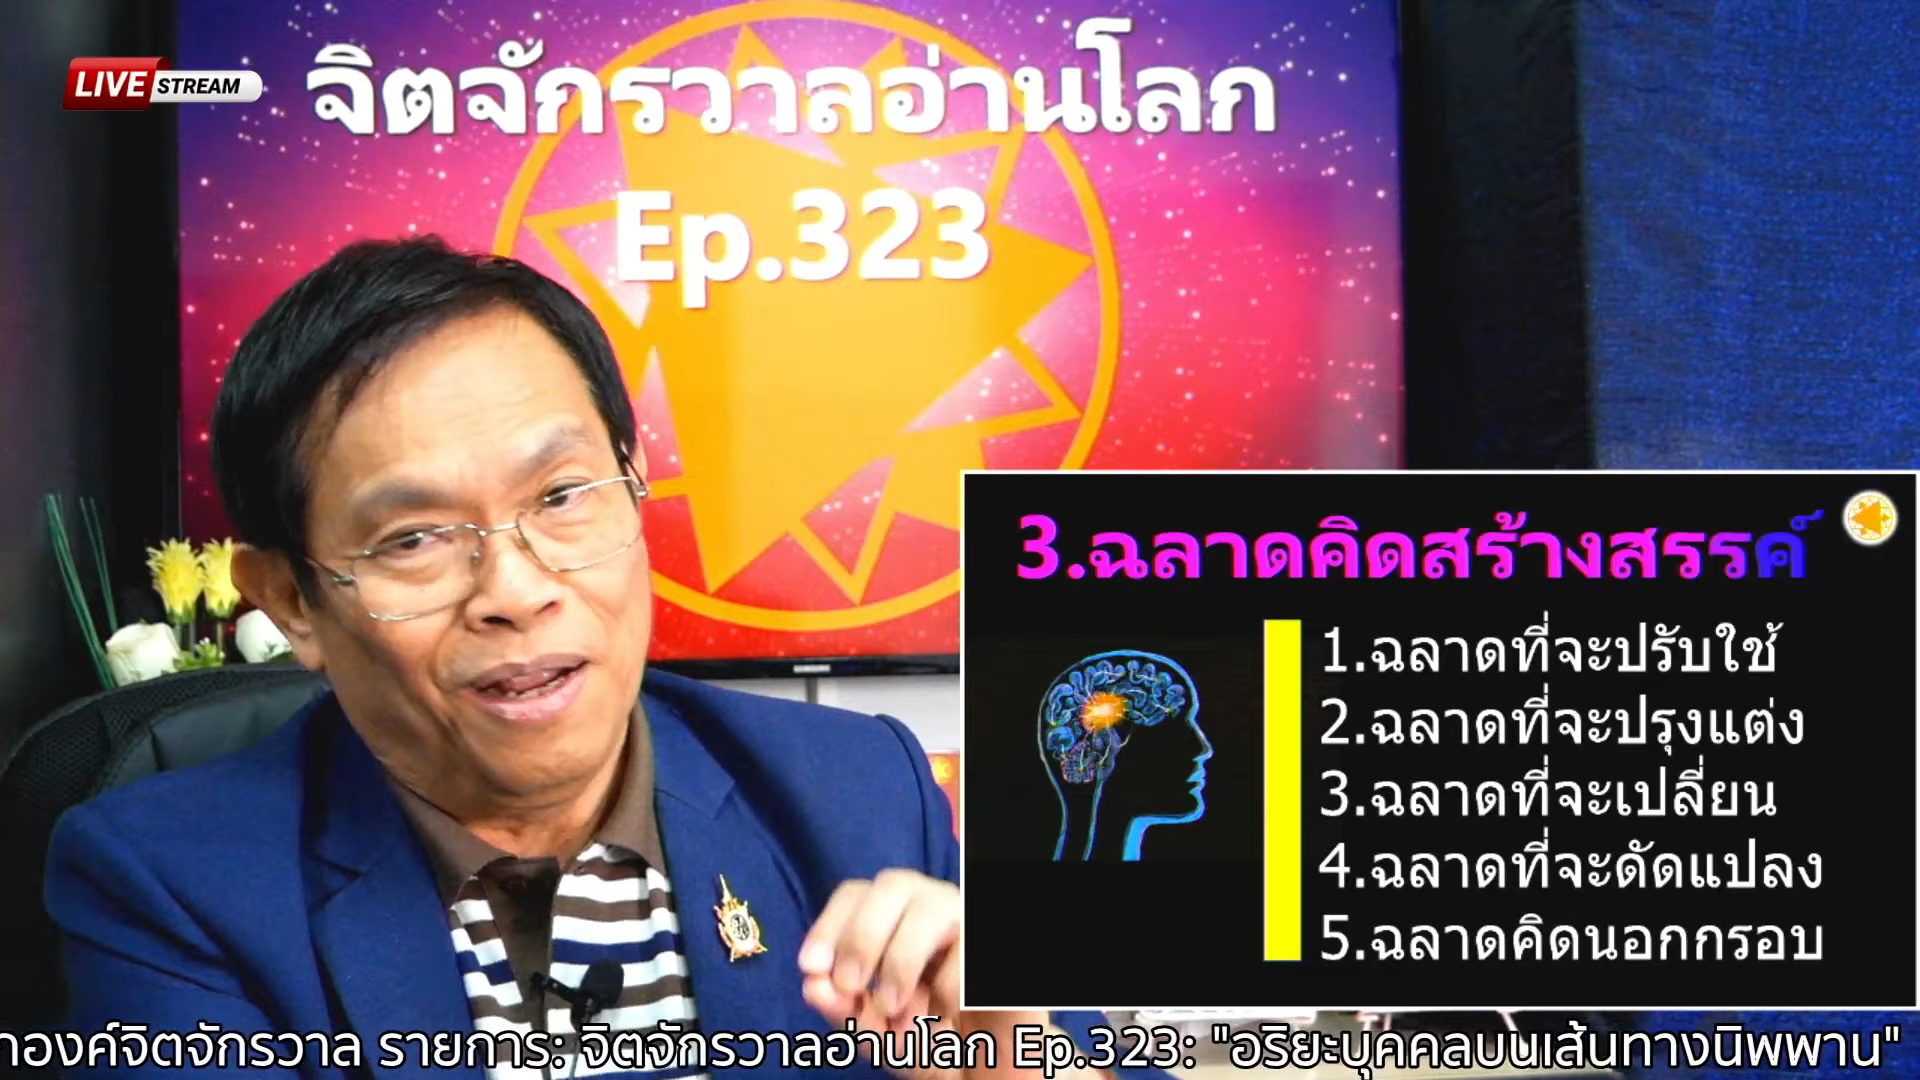 LIVE STREAM
จิตจักรวาลอ่านโลก
Ep.323
3.ฉลาดคิดสร้างสรรค์
1.ฉลาดที่จะปรับใช้
2.ฉลาดที่จะปรุงแต่ง
3.ฉลาดที่จะเปลี่ยน
4.ฉลาดที่จะดัดแปลง
5.ฉลาดคิดนอกกรอบ
SAMSUNG
องค์จิตจักรวาล รายการ: จิตจักรวาลอ่านโลก Ep.323: "อริยะบุคคลบนเส้นทางนิพพาน"